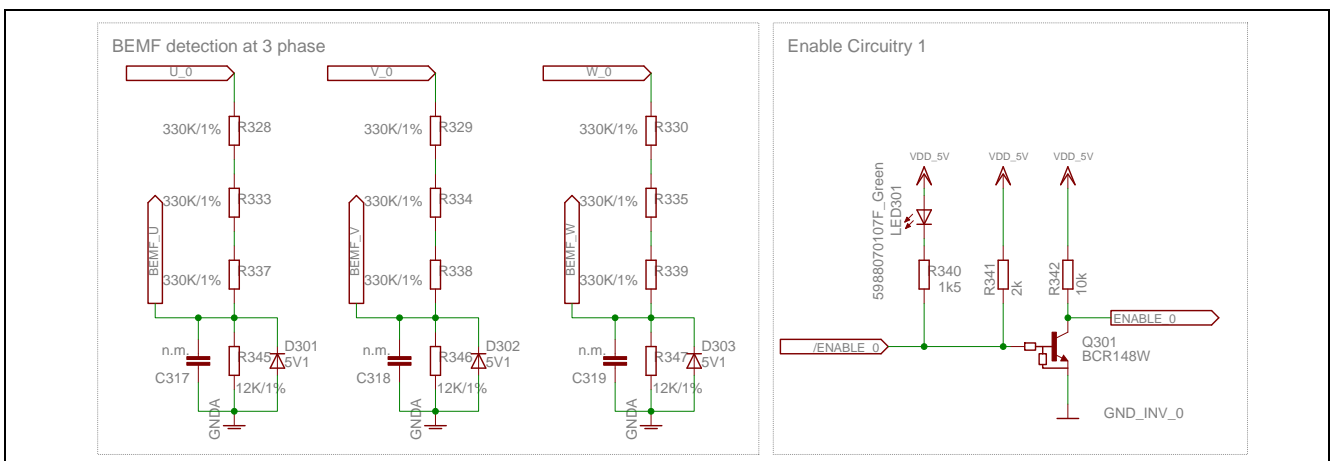 BEMF detection at 3 phase
U_0
V_0
W_0
330K/1%
R328
330K/1%
R329
330K/1%
R330
330K/1%
R333
330K/1%
R334
330K/1%
R335
BEMF_U
BEMF_V
BEMF_W
330K/1%
R337
330K/1%
R338
330K/1%
R339
n.m.
C317
R345
12K/1%
D301
5V1
GNDA
n.m.
C318
R346
12K/1%
D302
5V1
GNDA
n.m.
C319
R347
12K/1%
D303
5V1
GNDA
Enable Circuitry 1
VDD_5V
VDD_5V
VDD_5V
5988070107F_Green
LED301
R340
1k5
R341
2k
R342
10k
/ENABLE_0
ENABLE_0
Q301
BCR148W
GND_INV_0